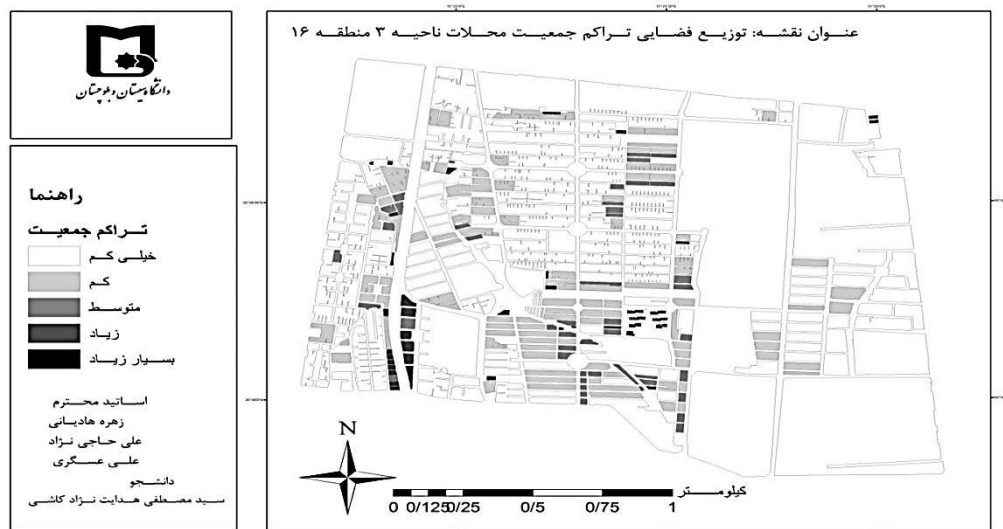 عنوان نقشه: توزیع فضایی تراکم جمعیت محلات ناحیه ۳ منطقه ۱۶
دانشگاه سیستان و بلوچستان
راهنما
تراکم جمعیت
خیلی کم
کم
متوسط
زیاد
بسیار زیاد
اساتید محترم
زهره هادیانی
علی حاجی نژاد
علی عسگری
دانشجو
سید مصطفی هدایت نژاد کاشی
N
کیلومتر
0 0/125 0/25 0/5 0/75 1